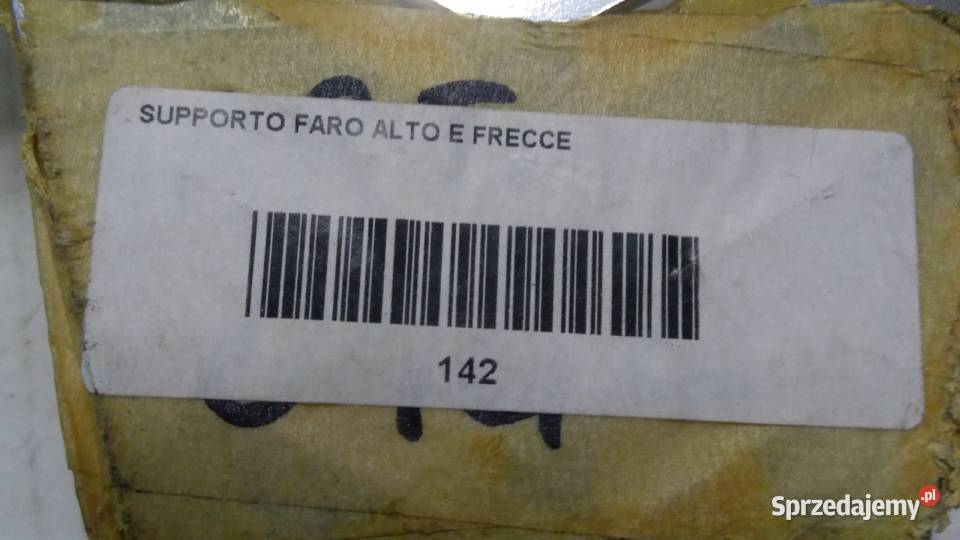 SUPPORTO FARO ALTO E FRECCE
142
Sprzedajemy.pl